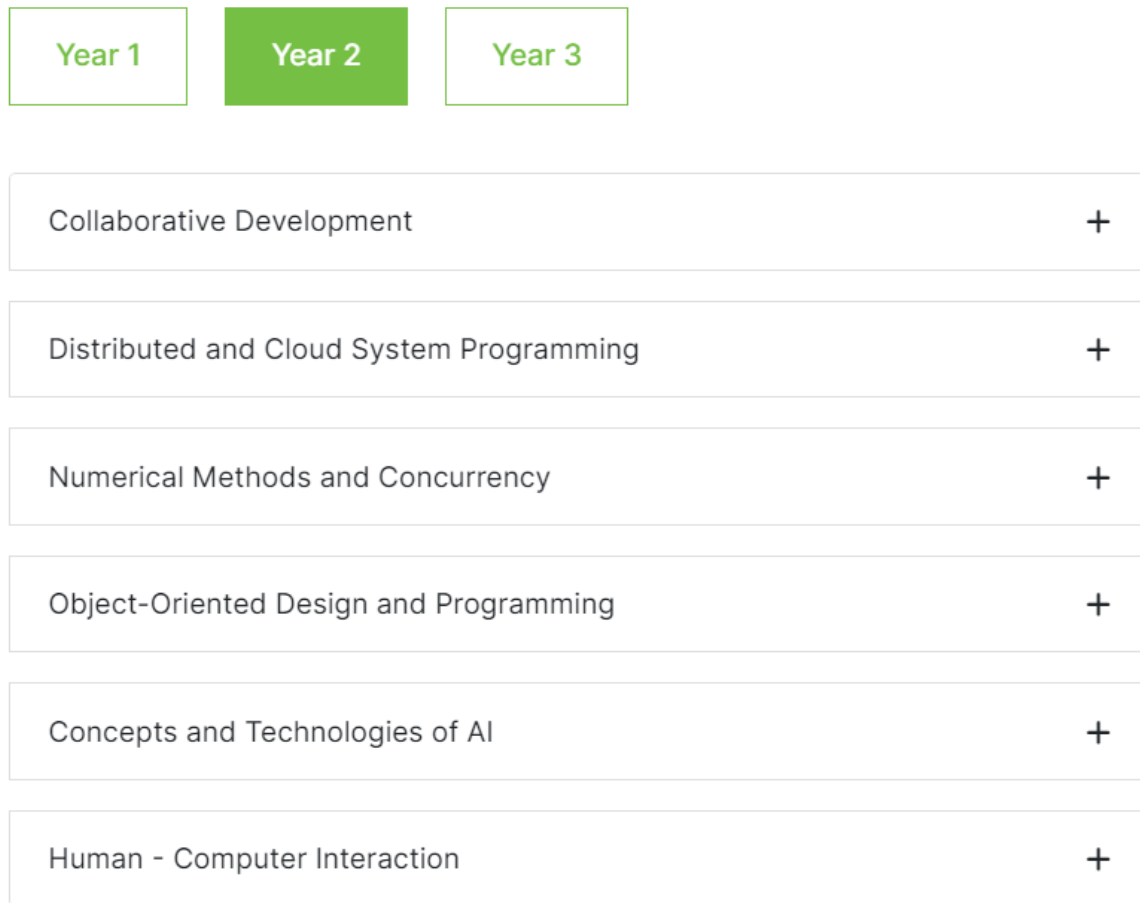 Year 1 Year 2 Year 3
Collaborative Development
Distributed and Cloud System Programming
Numerical Methods and Concurrency
Object-Oriented Design and Programming
Concepts and Technologies of AI
Human - Computer Interaction